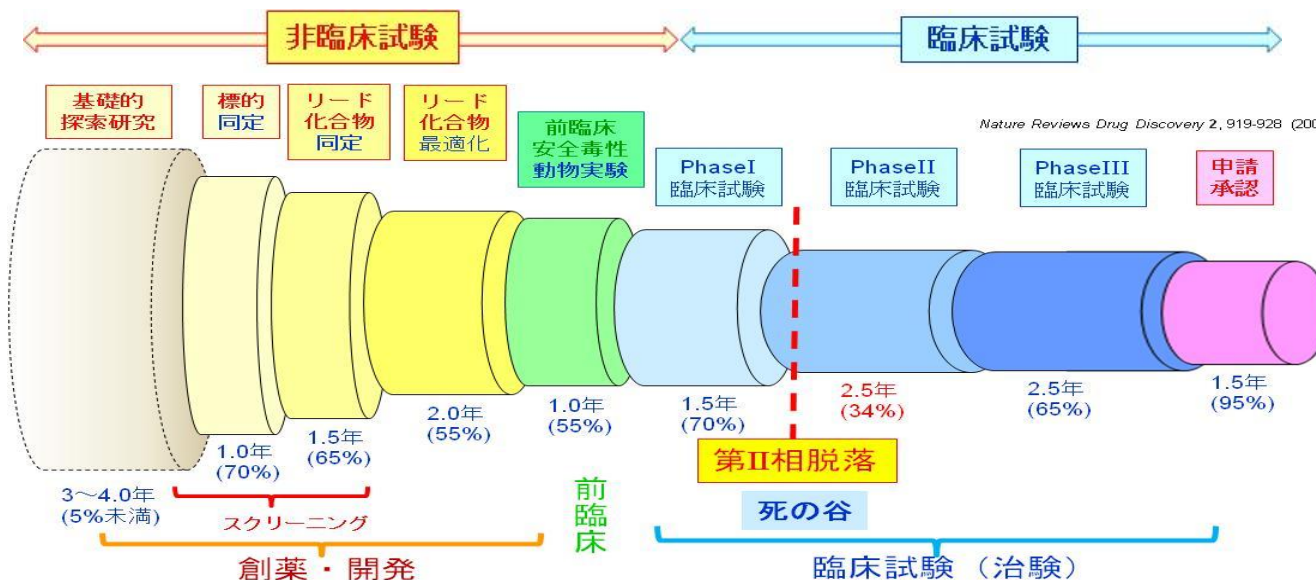 非臨床試験
臨床試験
基礎的
探索研究
標的
同定
リード
化合物
同定
リード
化合物
最適化
前臨床
安全毒性
動物実験
Nature Reviews Drug Discovery 2, 919-928 (200
PhaseI
臨床試験
PhaseII
臨床試験
PhaseIII
臨床試験
申請
承認
3～4.0年
(5%未満)
1.0年
(70%)
1.5年
(65%)
2.0年
(55%)
1.0年
(55%)
1.5年
(70%)
2.5年
(34%)
2.5年
(65%)
1.5年
(95%)
第II相脱落
死の谷
スクリーニング
前臨床
創薬・開発
臨床試験（治験）